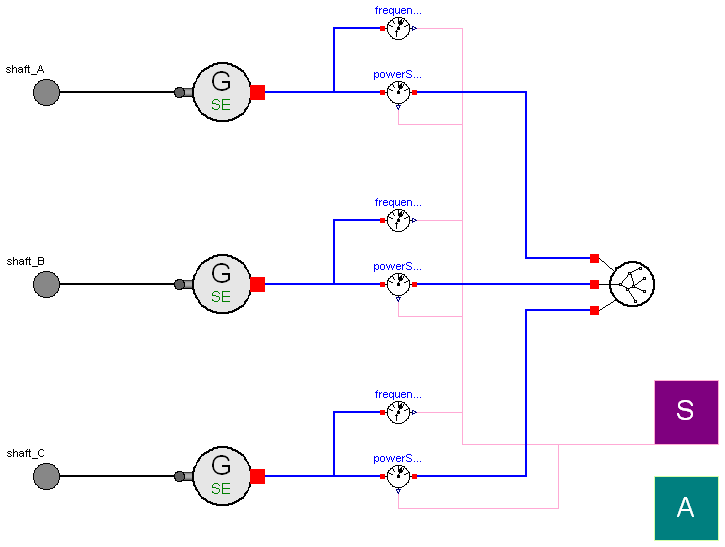 frequen...
shaft_A
powerS...
G
SE
frequen...
shaft_B
powerS...
G
SE
frequen...
S
shaft_C
powerS...
G
SE
A